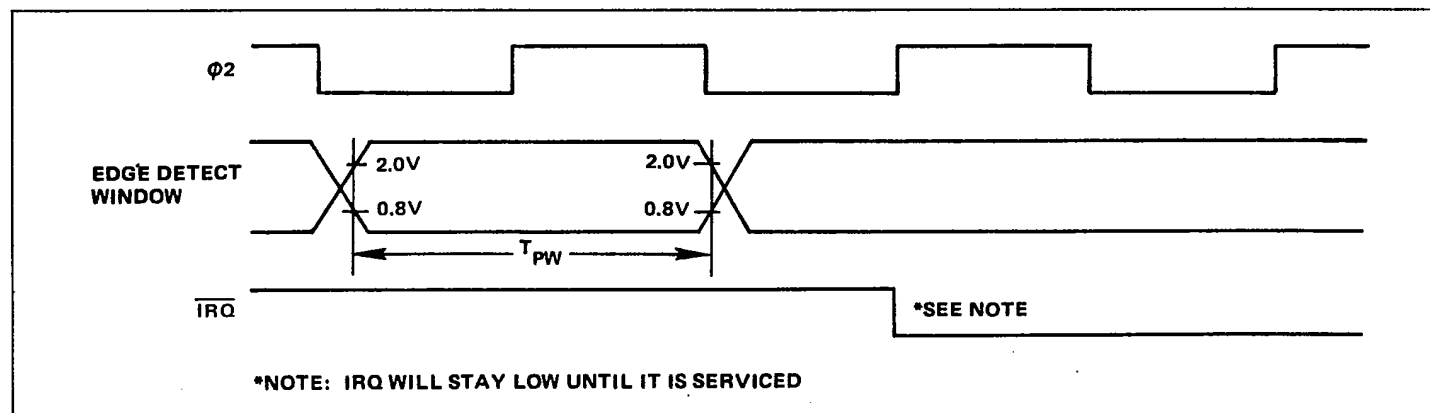 φ2
EDGE DETECT
WINDOW
2.0V
2.0V
0.8V
0.8V
TPW
IRQ
*SEE NOTE
*NOTE: IRQ WILL STAY LOW UNTIL IT IS SERVICED